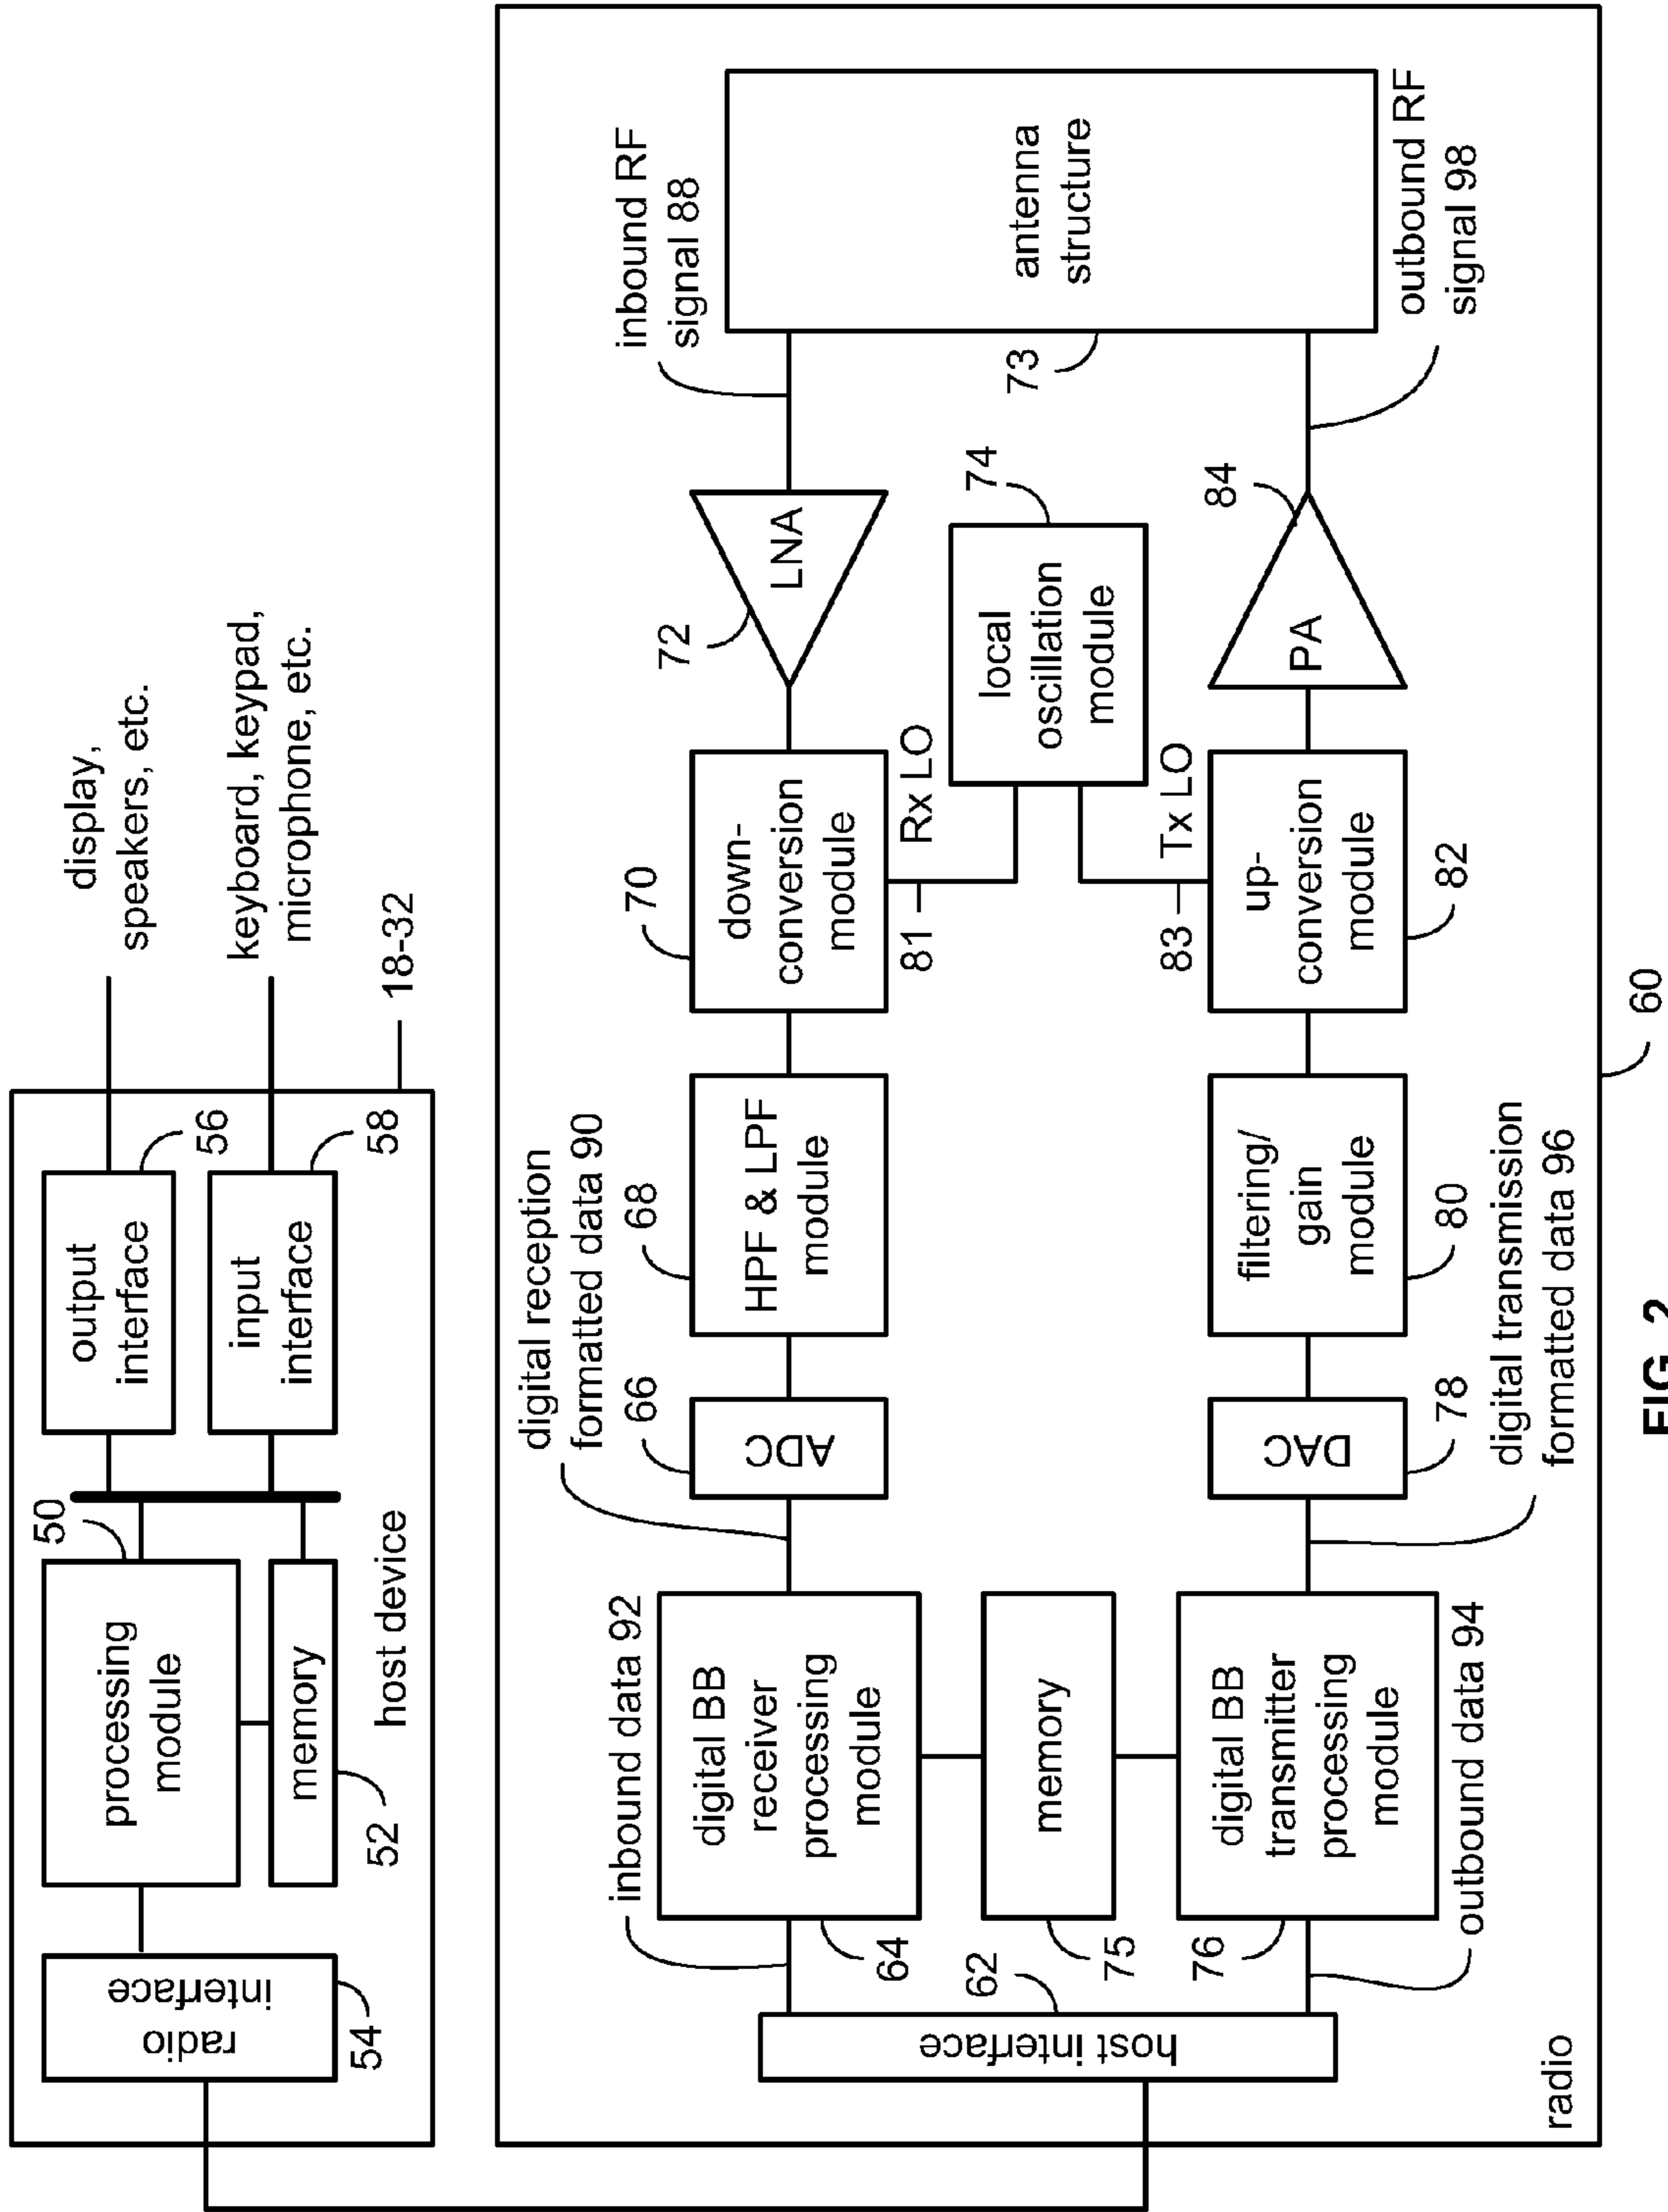 display,
speakers, etc.
keyboard, keypad,
microphone, etc.
18-32
output
interface
56
input
interface
58
50
processing
module
memory
52
host device
radio
interface
54
inbound RF
signal 88
antenna
structure
73
outbound RF
signal 98
LNA
72
local
oscillation
module
74
PA
84
down-
conversion
module
70
Rx LO
81
Tx LO
83
up-
conversion
module
82
HPF & LPF
module
68
filtering/
gain
module
80
digital reception
formatted data 90
ADC
66
DAC
78
digital transmission
formatted data 96
inbound data 92
digital BB
receiver
processing
module
64
memory
75
digital BB
transmitter
processing
module
76
outbound data 94
host interface
62
radio
60
FIG. 2